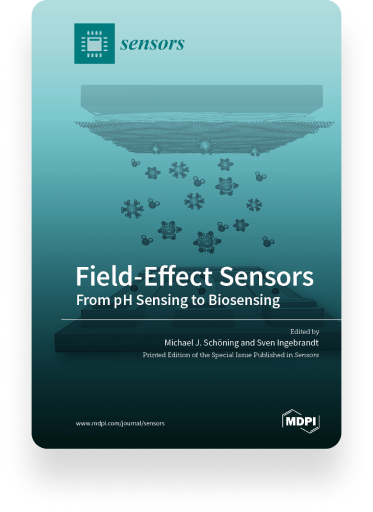 sensors
Field-Effect Sensors
From pH Sensing to Biosensing
Edited by
Michael J. Schöning and Sven Ingebrandt
Printed Edition of the Special Issue Published in Sensors
www.mdpi.com/journal/sensors
MDPI